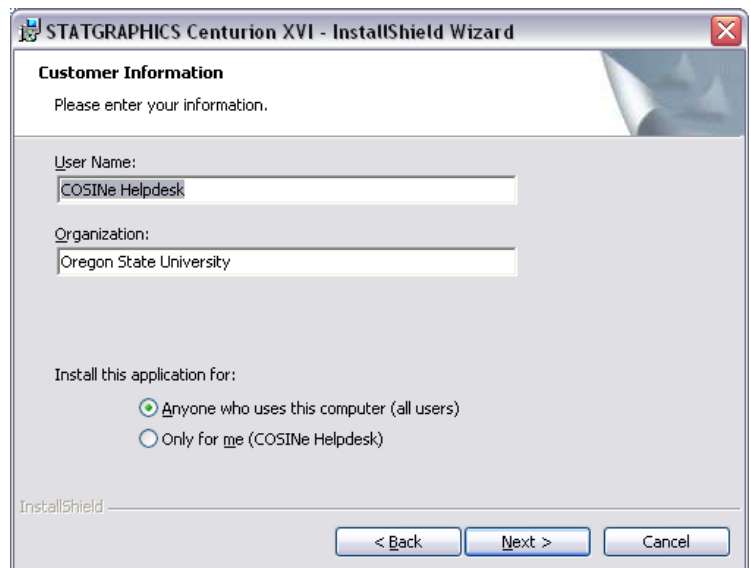 STATGRAPHICS Centurion XVI - InstallShield Wizard
Customer Information
Please enter your information.
User Name:
COSINe Helpdesk
Organization:
Oregon State University
Install this application for:
Anyone who uses this computer (all users)
Only for me (COSINe Helpdesk)
InstallShield
< Back
Next >
Cancel